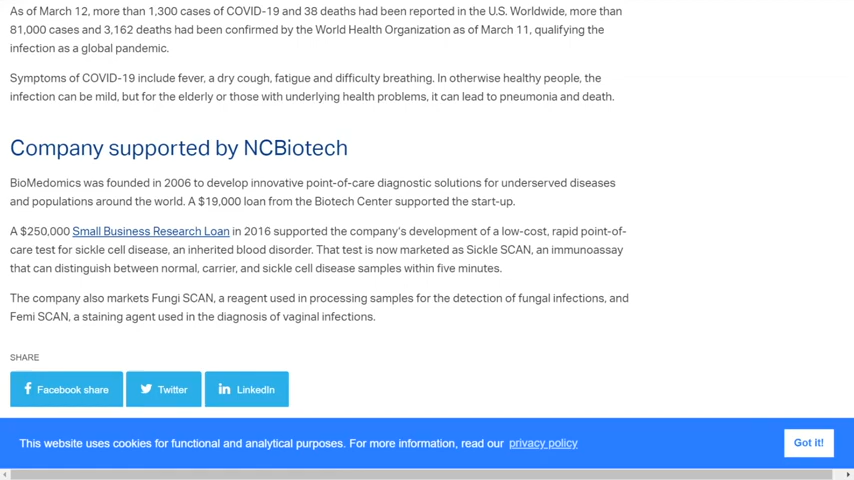 As of March 12, more than 1,300 cases of COVID-19 and 38 deaths had been reported in the U.S. Worldwide, more than
81,000 cases and 3,162 deaths had been confirmed by the World Health Organization as of March 11, qualifying the
infection as a global pandemic.
Symptoms of COVID-19 include fever, a dry cough, fatigue and difficulty breathing. In otherwise healthy people, the
infection can be mild, but for the elderly or those with underlying health problems, it can lead to pneumonia and death.
Company supported by NCBiotech
BioMedomics was founded in 2006 to develop innovative point-of-care diagnostic solutions for underserved diseases
and populations around the world. A $19,000 loan from the Biotech Center supported the start-up.
A $250,000 Small Business Research Loan in 2016 supported the company's development of a low-cost, rapid point-of-
care test for sickle cell disease, an inherited blood disorder. That test is now marketed as Sickle SCAN, an immunoassay
that can distinguish between normal, carrier, and sickle cell disease samples within five minutes.
The company also markets Fungi SCAN, a reagent used in processing samples for the detection of fungal infections, and
Femi SCAN, a staining agent used in the diagnosis of vaginal infections.
SHARE
Facebook share Twitter LinkedIn
This website uses cookies for functional and analytical purposes. For more information, read our privacy policy Got it!